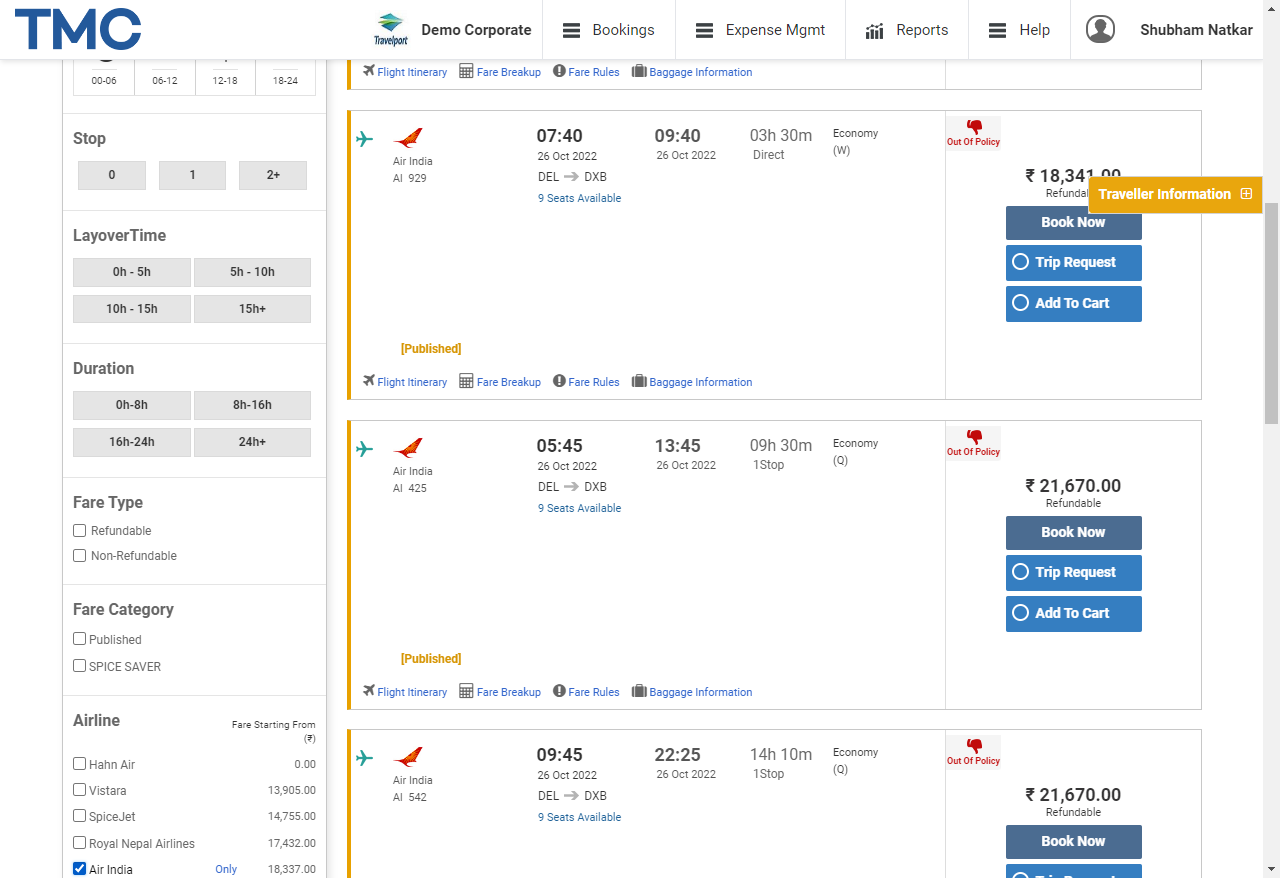 TMC
Travelport
Demo Corporate
Bookings
Expense Mgmt
Reports
Help
Shubham Natkar
00-06
06-12
12-18
18-24
Stop
0
1
2+
LayoverTime
0h - 5h
5h - 10h
10h - 15h
15h+
Duration
0h-8h
8h-16h
16h-24h
24h+
Fare Type
Refundable
Non-Refundable
Fare Category
Published
SPICE SAVER
Airline
Fare Starting From
(₹)
Hahn Air 0.00
Vistara 13,905.00
SpiceJet 14,755.00
Royal Nepal Airlines 17,432.00
Air India Only 18,337.00
Flight Itinerary Fare Breakup Fare Rules Baggage Information
Air India
AI 929
07:40
26 Oct 2022
DEL DXB
9 Seats Available
09:40
26 Oct 2022
03h 30m
Direct
Economy
(W)
[Published]
Flight Itinerary Fare Breakup Fare Rules Baggage Information
Out Of Policy
₹ 18,341.00
Refundable
Traveller Information
Book Now
Trip Request
Add To Cart
Air India
AI 425
05:45
26 Oct 2022
DEL DXB
9 Seats Available
13:45
26 Oct 2022
09h 30m
1Stop
Economy
(Q)
[Published]
Flight Itinerary Fare Breakup Fare Rules Baggage Information
Out Of Policy
₹ 21,670.00
Refundable
Book Now
Trip Request
Add To Cart
Air India
AI 542
09:45
26 Oct 2022
DEL DXB
9 Seats Available
22:25
26 Oct 2022
14h 10m
1Stop
Economy
(Q)
Out Of Policy
₹ 21,670.00
Refundable
Book Now
Trip Request